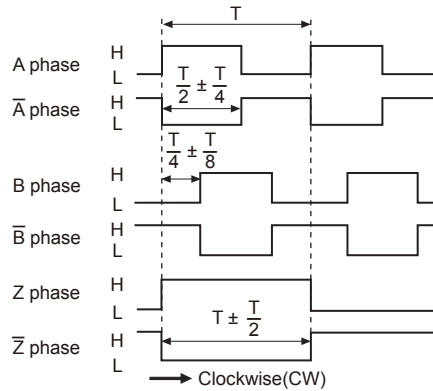 T
A phase H
L
T/2 ± T/4
A̅ phase H
L
T/4 ± T/8
B phase H
L
B̅ phase H
L
Z phase H
L
T ± T/2
Z̅ phase H
L
Clockwise(CW)